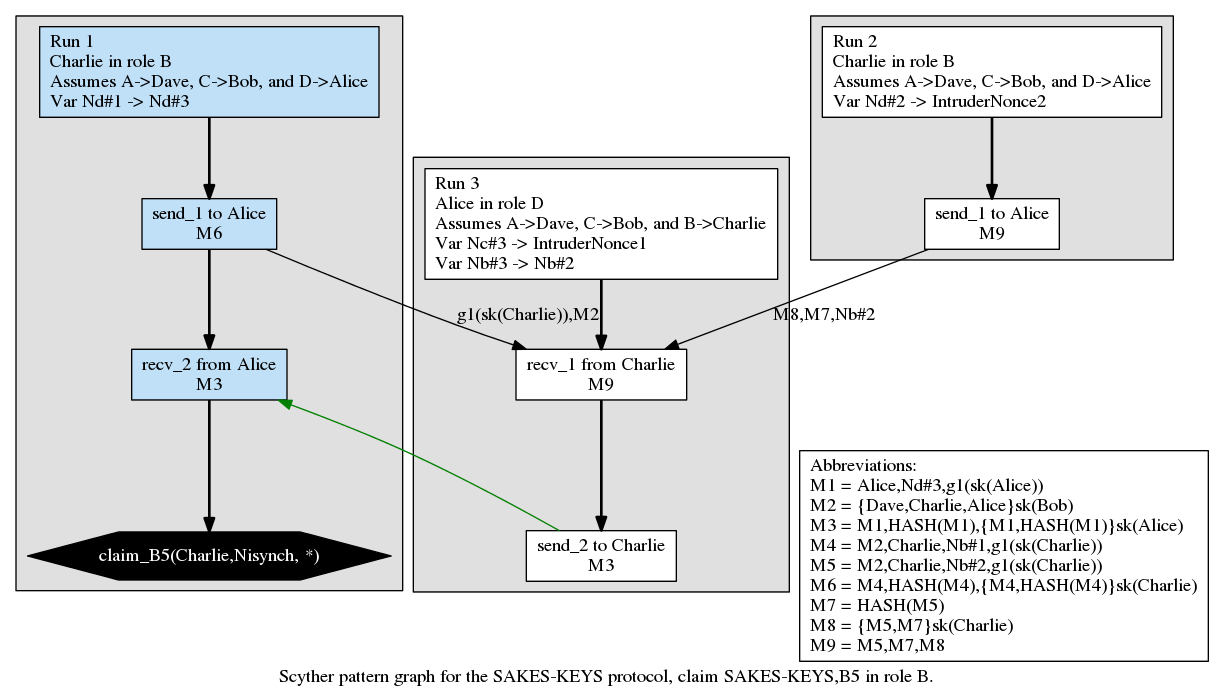 Run 1
Charlie in role B
Assumes A->Dave, C->Bob, and D->Alice
Var Nd#1 -> Nd#3
Run 2
Charlie in role B
Assumes A->Dave, C->Bob, and D->Alice
Var Nd#2 -> IntruderNonce2
Run 3
Alice in role D
Assumes A->Dave, C->Bob, and B->Charlie
Var Nc#3 -> IntruderNonce1
Var Nb#3 -> Nb#2
send_1 to Alice
M6
send_1 to Alice
M9
g1(sk(Charlie)),M2
M8,M7,Nb#2
recv_2 from Alice
M3
recv_1 from Charlie
M9
send_2 to Charlie
M3
claim_B5(Charlie,Nisynch, *)
Abbreviations:
M1 = Alice,Nd#3,g1(sk(Alice))
M2 = {Dave,Charlie,Alice}sk(Bob)
M3 = M1,HASH(M1),{M1,HASH(M1)}sk(Alice)
M4 = M2,Charlie,Nb#1,g1(sk(Charlie))
M5 = M2,Charlie,Nb#2,g1(sk(Charlie))
M6 = M4,HASH(M4),{M4,HASH(M4)}sk(Charlie)
M7 = HASH(M5)
M8 = {M5,M7}sk(Charlie)
M9 = M5,M7,M8
Scyther pattern graph for the SAKES-KEYS protocol, claim SAKES-KEYS,B5 in role B.